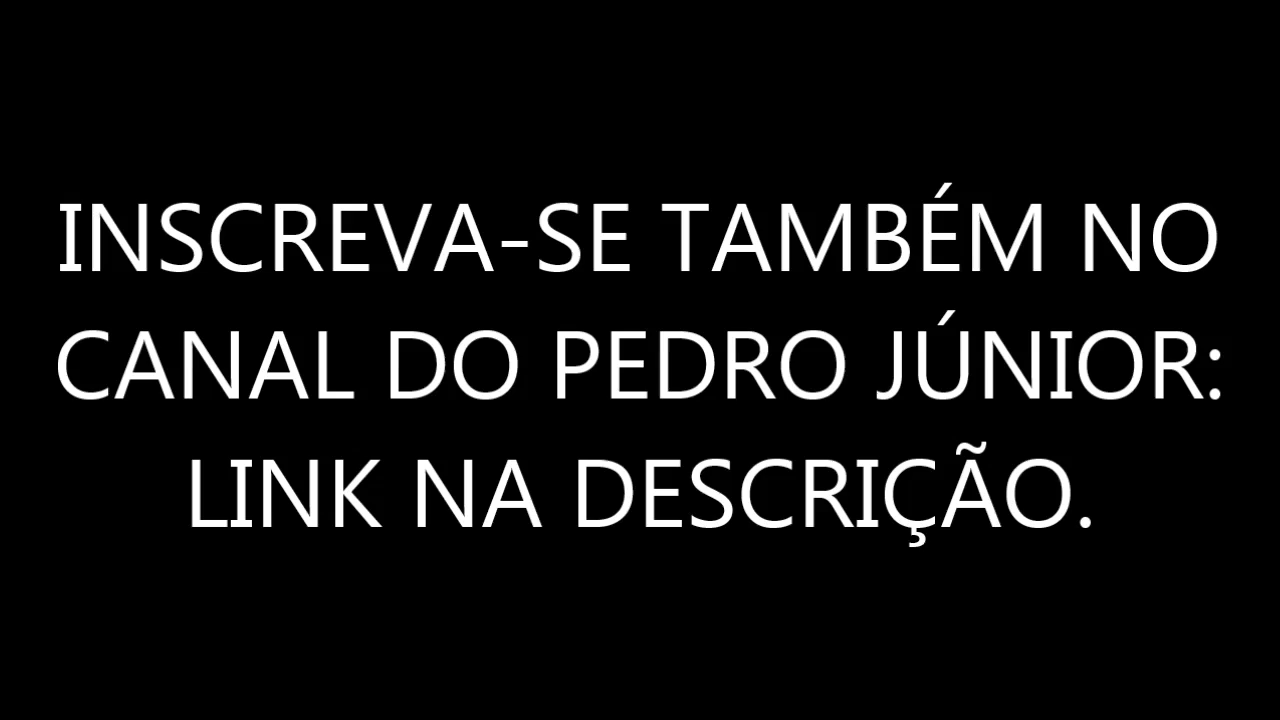 INSCREVA-SE TAMBÉM NO
CANAL DO PEDRO JÚNIOR:
LINK NA DESCRIÇÃO.